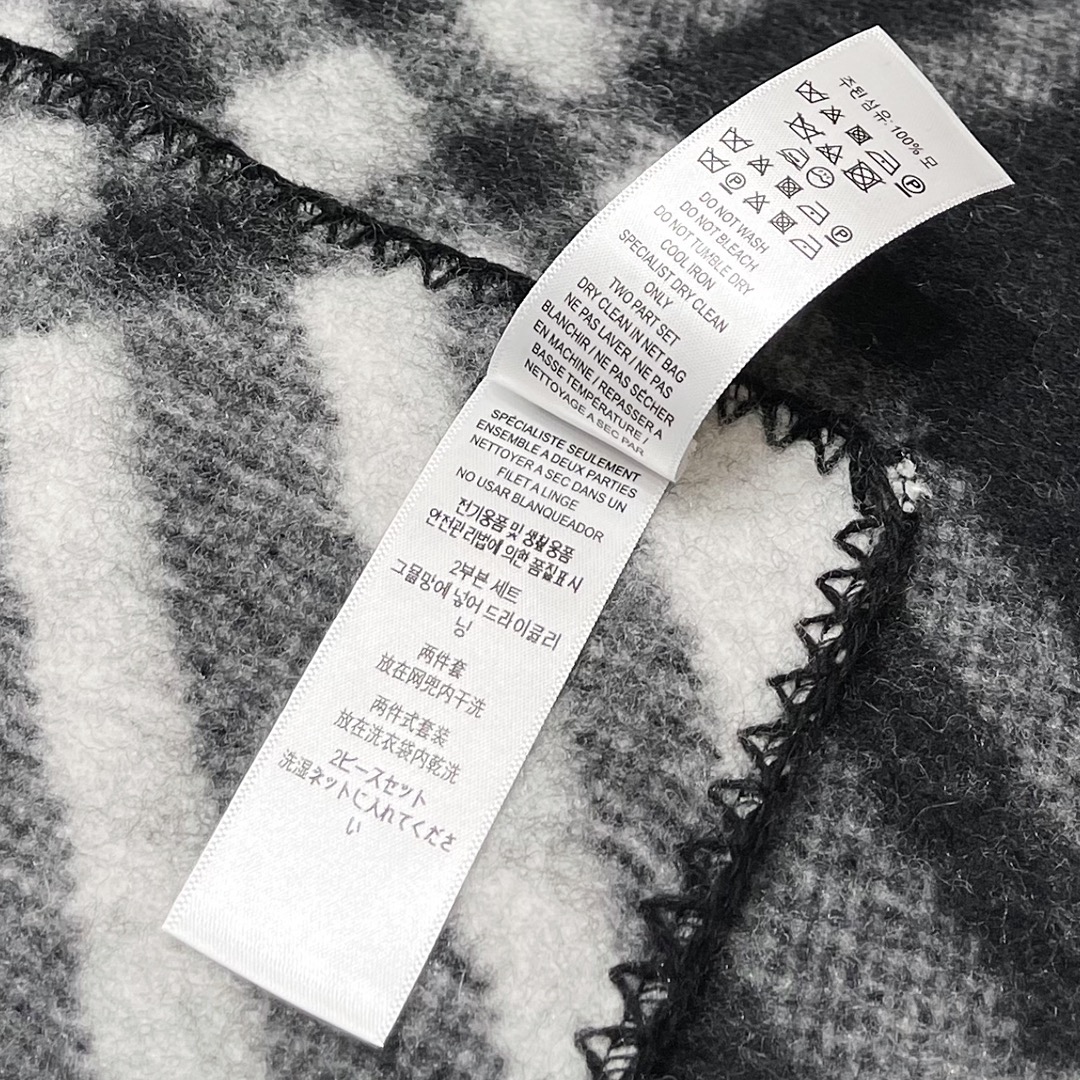 주된섬유:100% 모
DO NOT WASH
DO NOT BLEACH
DO NOT TUMBLE DRY
COOL IRON
SPECIALIST DRY CLEAN
ONLY
TWO PART SET
DRY CLEAN IN NET BAG
NE PAS LAVER / NE PAS
BLANCHIR / NE PAS SÉCHER
EN MACHINE / REPASSER A
BASSE TEMPÉRATURE /
NETTOYAGE A SEC PAR
SPÉCIALISTE SEULEMENT
ENSEMBLE A DEUX PARTIES
NETTOYER A SEC DANS UN
FILET A LINGE
NO USAR BLANQUEADOR
전기용품 및 생활용품
안전관리법에 의한 품질표시
2부분 세트
그물망에 넣어 드라이클리
닝
两件套
放在网兜内干洗
两件式套装
放在洗衣袋内乾洗
2ピースセット
洗湿ネットに入れてくださ
い